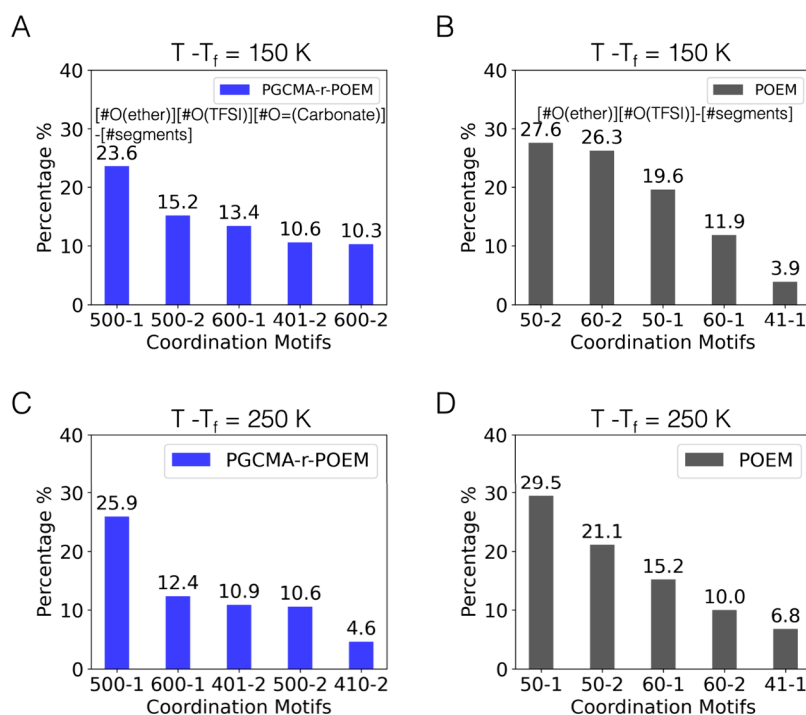 A
T -Tf = 150 K
Percentage %
40
30
20
10
0
PGCMA-r-POEM
[#O(ether)][#O(TFSI)][#O=(Carbonate)]
-[#segments]
23.6
15.2
13.4
10.6
10.3
500-1 500-2 600-1 401-2 600-2
Coordination Motifs
B
T -Tf = 150 K
Percentage %
40
30
20
10
0
POEM
[#O(ether)][#O(TFSI)]-[#segments]
27.6
26.3
19.6
11.9
3.9
50-2 60-2 50-1 60-1 41-1
Coordination Motifs
C
T -Tf = 250 K
Percentage %
40
30
20
10
0
PGCMA-r-POEM
25.9
12.4
10.9
10.6
4.6
500-1 600-1 401-2 500-2 410-2
Coordination Motifs
D
T -Tf = 250 K
Percentage %
40
30
20
10
0
POEM
29.5
21.1
15.2
10.0
6.8
50-1 50-2 60-1 60-2 41-1
Coordination Motifs